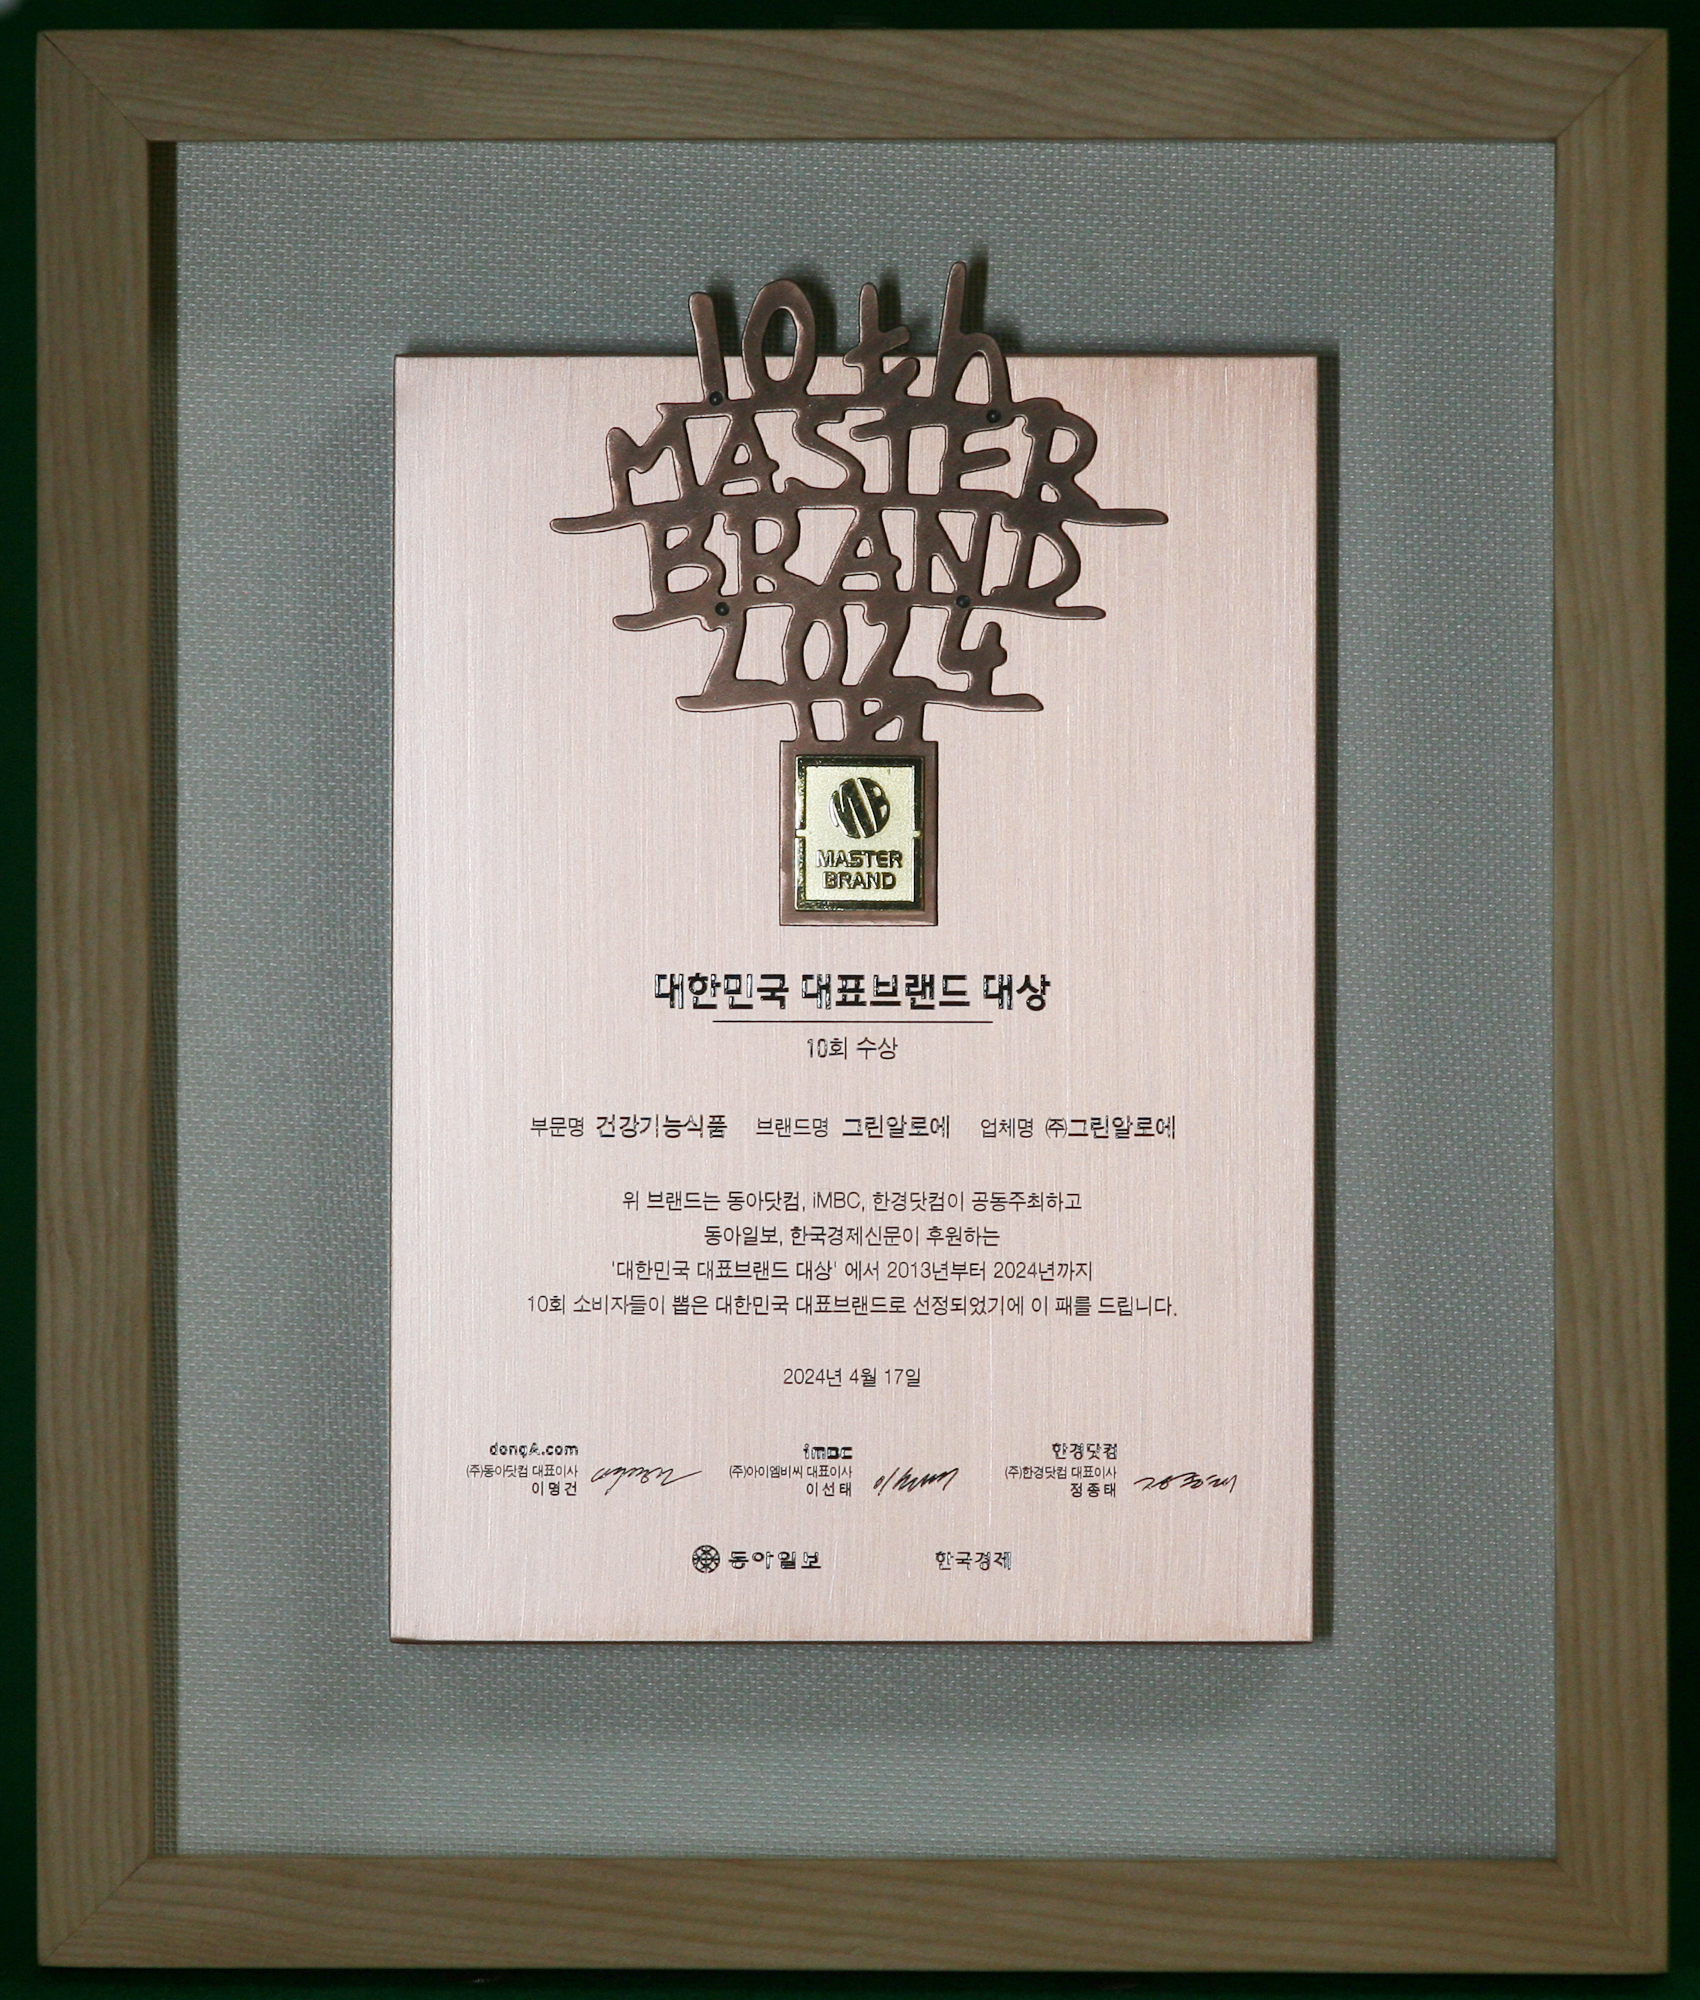 10th
MASTER
BRAND
2024
MB
MASTER
BRAND
대한민국 대표브랜드 대상
10회 수상
부문명 건강기능식품 브랜드명 그린알로에 업체명 ㈜그린알로에
위 브랜드는 동아닷컴, iMBC, 한경닷컴이 공동주최하고
동아일보, 한국경제신문이 후원하는
'대한민국 대표브랜드 대상' 에서 2013년부터 2024년까지
10회 소비자들이 뽑은 대한민국 대표브랜드로 선정되었기에 이 패를 드립니다.
2024년 4월 17일
dongA.com
(주)동아닷컴 대표이사
이 명 건
iMBC
(주)아이엠비씨 대표이사
이 선 태
한경닷컴
(주)한경닷컴 대표이사
정 종 태
정종태
동아일보 한국경제